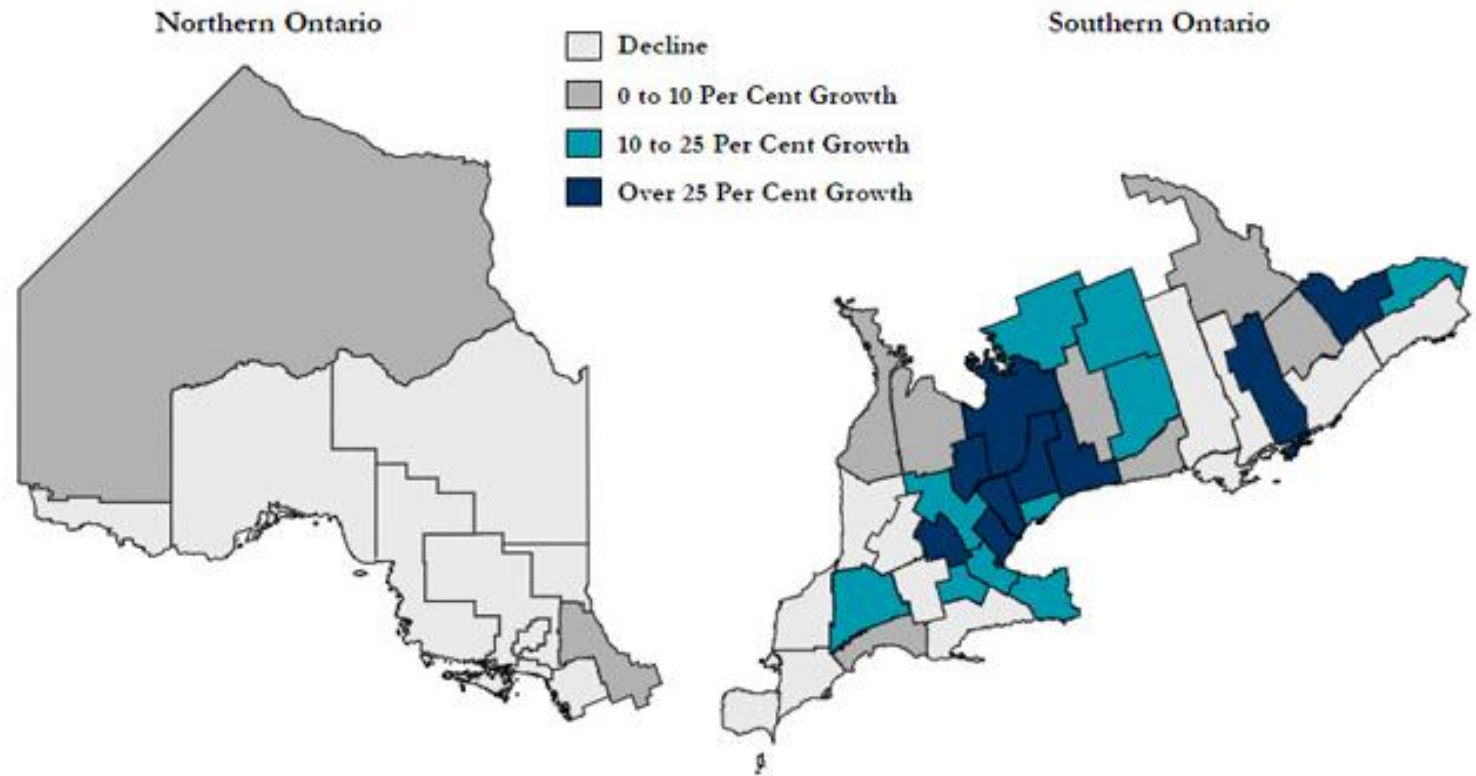 Northern Ontario
Southern Ontario
Decline
0 to 10 Per Cent Growth
10 to 25 Per Cent Growth
Over 25 Per Cent Growth